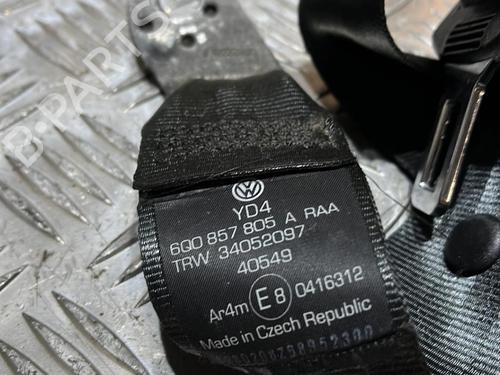 B-PARTS
YD4
6Q0 857 805 A RAA
TRW 34052097
40549
Ar4m E8 0416312
Made in Czech Republic